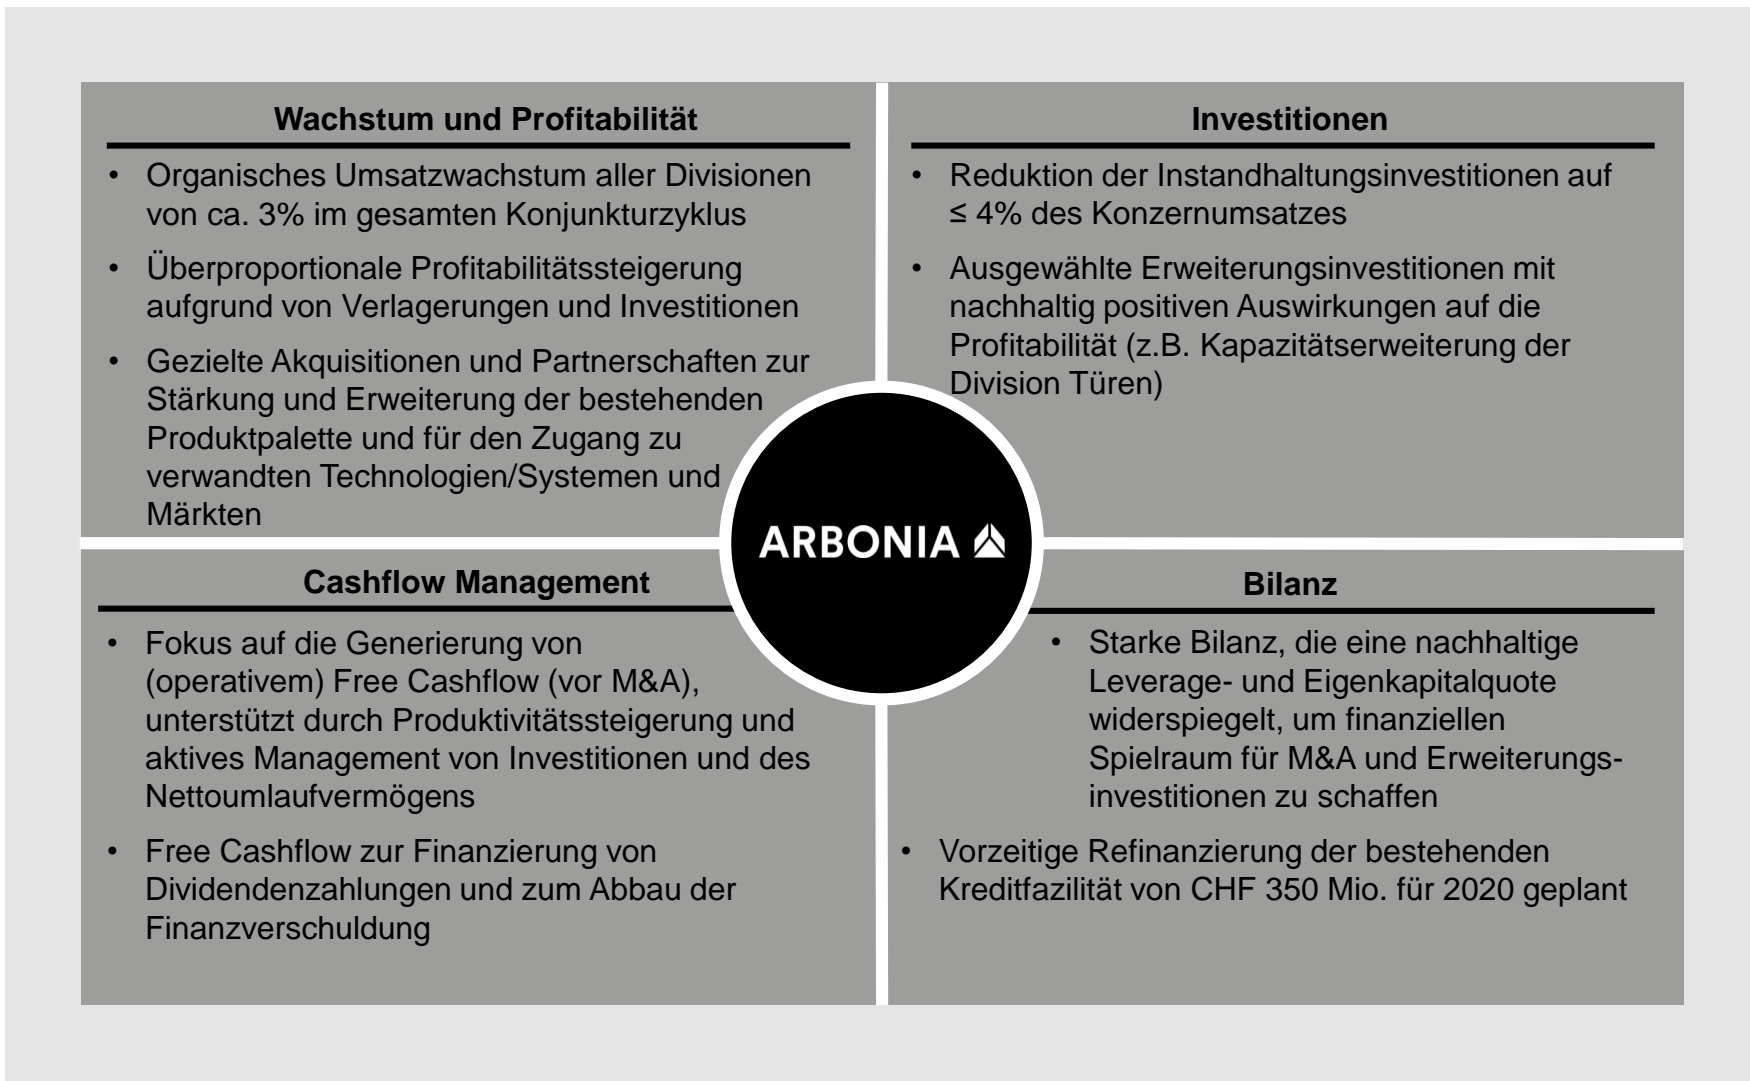 Wachstum und Profitabilität
• Organisches Umsatzwachstum aller Divisionen
von ca. 3% im gesamten Konjunkturzyklus
• Überproportionale Profitabilitätssteigerung
aufgrund von Verlagerungen und Investitionen
• Gezielte Akquisitionen und Partnerschaften zur
Stärkung und Erweiterung der bestehenden
Produktpalette und für den Zugang zu
verwandten Technologien/Systemen und
Märkten
Investitionen
• Reduktion der Instandhaltungsinvestitionen auf
≤ 4% des Konzernumsatzes
• Ausgewählte Erweiterungsinvestitionen mit
nachhaltig positiven Auswirkungen auf die
Profitabilität (z.B. Kapazitätserweiterung der
Division Türen)
ARBONIA
Cashflow Management
• Fokus auf die Generierung von
(operativem) Free Cashflow (vor M&A),
unterstützt durch Produktivitätssteigerung und
aktives Management von Investitionen und des
Nettoumlaufvermögens
• Free Cashflow zur Finanzierung von
Dividendenzahlungen und zum Abbau der
Finanzverschuldung
Bilanz
• Starke Bilanz, die eine nachhaltige
Leverage- und Eigenkapitalquote
widerspiegelt, um finanziellen
Spielraum für M&A und Erweiterungs-
investitionen zu schaffen
• Vorzeitige Refinanzierung der bestehenden
Kreditfazilität von CHF 350 Mio. für 2020 geplant